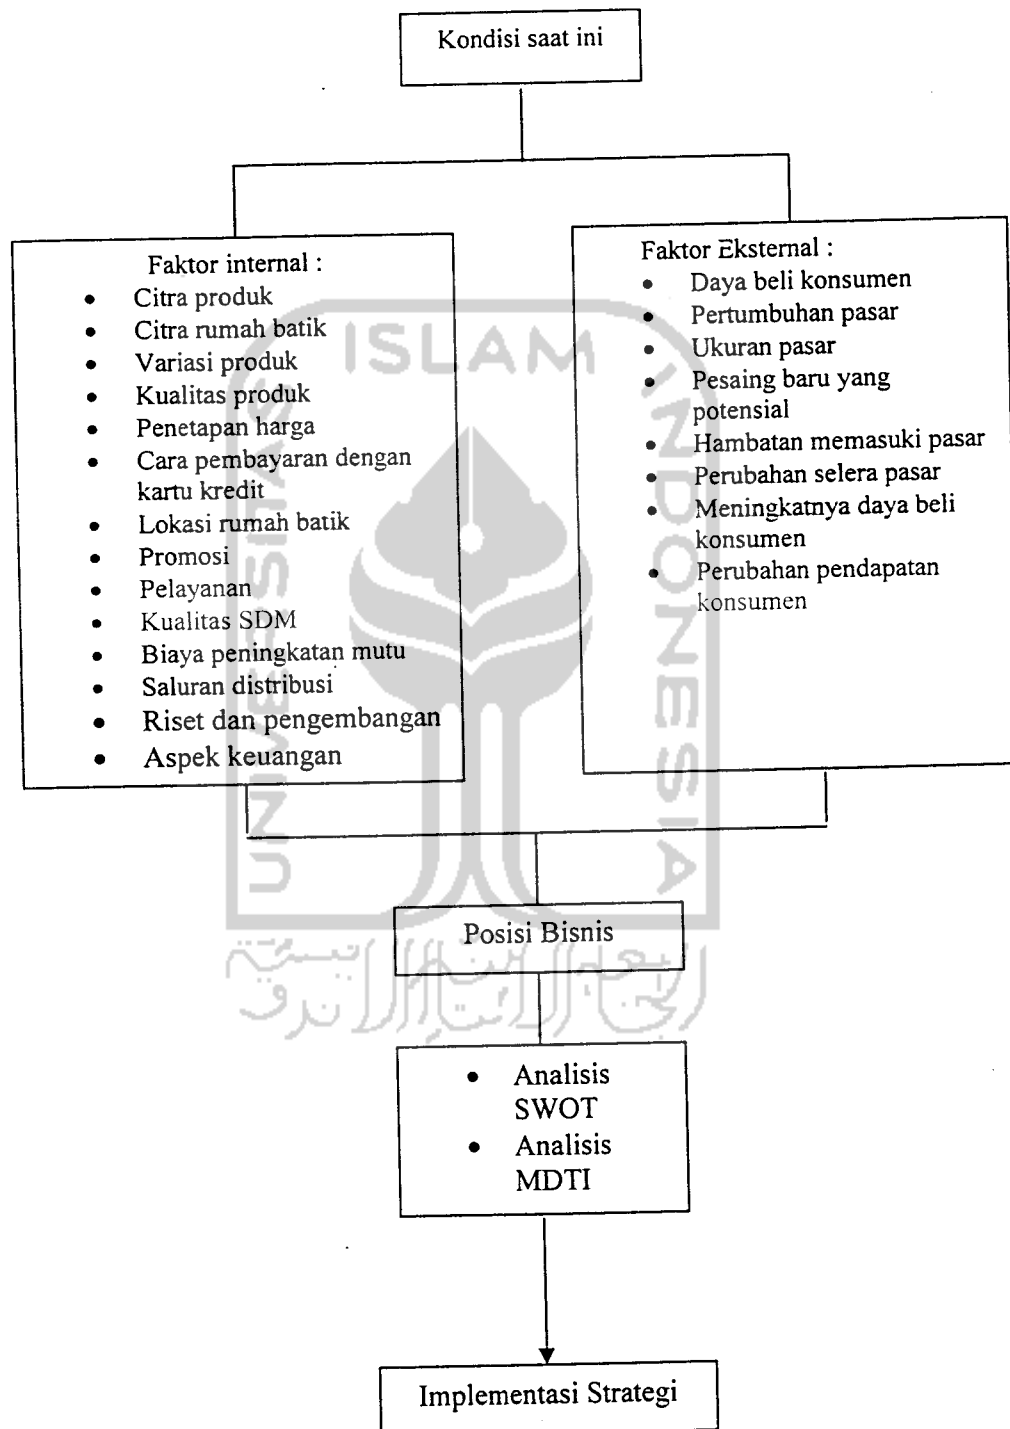 Kondisi saat ini
Faktor internal :
• Citra produk
• Citra rumah batik
• Variasi produk
• Kualitas produk
• Penetapan harga
• Cara pembayaran dengan
kartu kredit
• Lokasi rumah batik
• Promosi
• Pelayanan
• Kualitas SDM
• Biaya peningkatan mutu
• Saluran distribusi
• Riset dan pengembangan
• Aspek keuangan
Faktor Eksternal :
• Daya beli konsumen
• Pertumbuhan pasar
• Ukuran pasar
• Pesaing baru yang
potensial
• Hambatan memasuki pasar
• Perubahan selera pasar
• Meningkatnya daya beli
konsumen
• Perubahan pendapatan
konsumen
Posisi Bisnis
• Analisis
SWOT
• Analisis
MDTI
Implementasi Strategi
UNIVERSITAS
ISLAM
INDONESIA